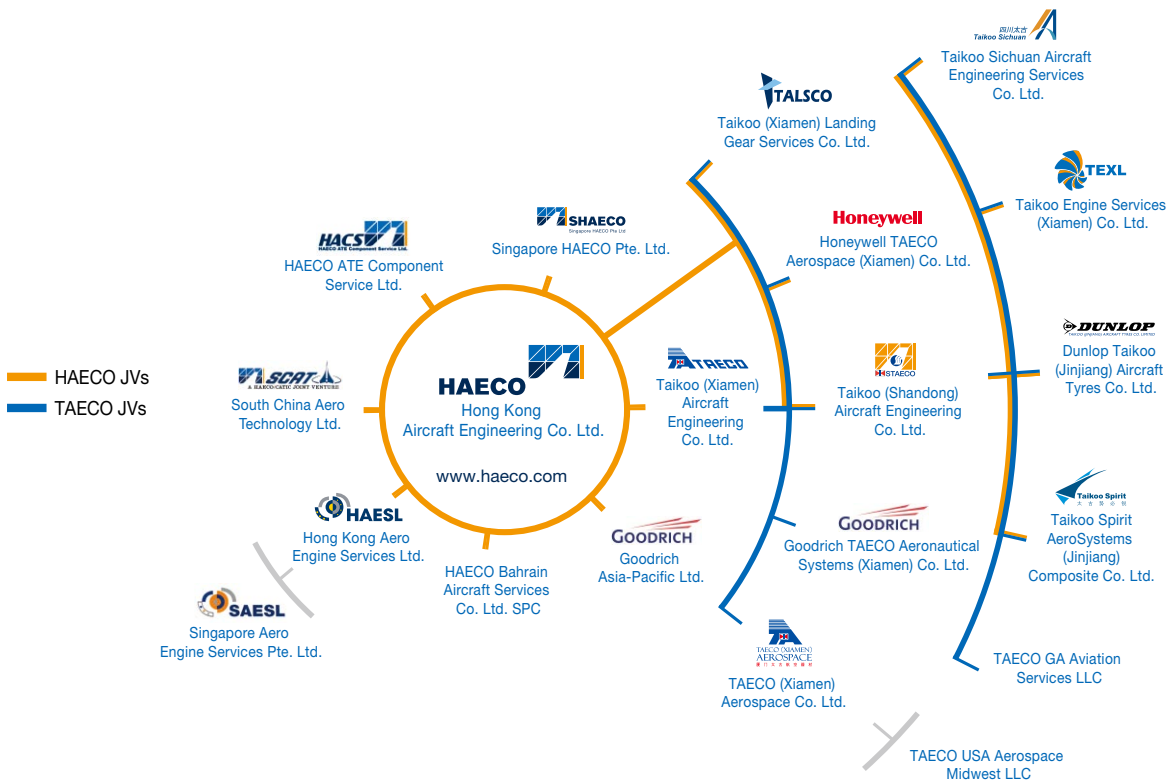 四川太古
Taikoo Sichuan
Taikoo Sichuan Aircraft
Engineering Services
Co. Ltd.
TALSCO
Taikoo (Xiamen) Landing
Gear Services Co. Ltd.
TEXL
Taikoo Engine Services
(Xiamen) Co. Ltd.
SHAECO
Singapore HAECO Pte Ltd
Singapore HAECO Pte. Ltd.
Honeywell
Honeywell TAECO
Aerospace (Xiamen) Co. Ltd.
HACS
HAECO ATE Component Service Ltd.
HAECO ATE Component
Service Ltd.
DUNLOP
TAIKOO (JINJIANG) AIRCRAFT TYRES CO. LIMITED
Dunlop Taikoo
(Jinjiang) Aircraft
Tyres Co. Ltd.
HAECO JVs
TAECO JVs
SCAT
A HAECO-CATIC JOINT VENTURE
South China Aero
Technology Ltd.
HAECO
Hong Kong
Aircraft Engineering Co. Ltd.
www.haeco.com
TAECO
Taikoo (Xiamen)
Aircraft
Engineering
Co. Ltd.
STAECO
Taikoo (Shandong)
Aircraft Engineering
Co. Ltd.
HAESL
Hong Kong Aero
Engine Services Ltd.
HAECO Bahrain
Aircraft Services
Co. Ltd. SPC
GOODRICH
Goodrich
Asia-Pacific Ltd.
GOODRICH
Goodrich TAECO Aeronautical
Systems (Xiamen) Co. Ltd.
Taikoo Spirit
Taikoo Spirit
AeroSystems
(Jinjiang)
Composite Co. Ltd.
SAESL
Singapore Aero
Engine Services Pte. Ltd.
TAECO (XIAMEN)
AEROSPACE
TAECO (Xiamen)
Aerospace Co. Ltd.
TAECO GA Aviation
Services LLC
TAECO USA Aerospace
Midwest LLC